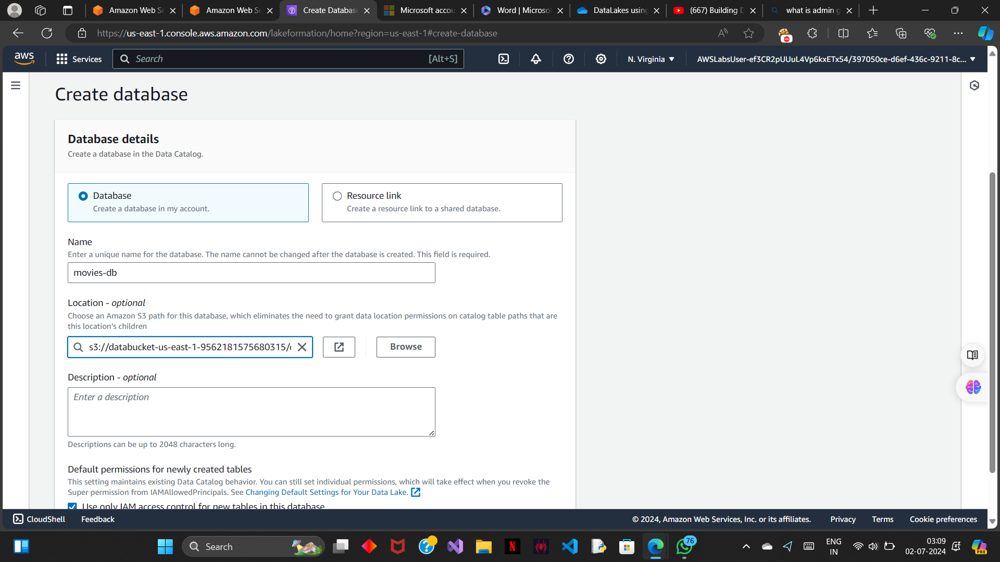 Amazon Web Se
Amazon Web Se
Create Database
Microsoft accou
Word | Microso
DataLakes using
(667) Building D
what is admin g
https://us-east-1.console.aws.amazon.com/lakeformation/home?region=us-east-1#create-database
aws
Services
Search
[Alt+S]
N. Virginia
AWSLabsUser-ef3CR2pUUuL4Vp6kxETx54/397050ce-d6ef-436c-9211-8c...
Create database
Database details
Create a database in the Data Catalog.
Database
Create a database in my account.
Resource link
Create a resource link to a shared database.
Name
Enter a unique name for the database. The name cannot be changed after the database is created. This field is required.
movies-db
Location - optional
Choose an Amazon S3 path for this database, which eliminates the need to grant data location permissions on catalog table paths that are
this location's children
s3://databucket-us-east-1-9562181575680315/
Browse
Description - optional
Enter a description
Descriptions can be up to 2048 characters long.
Default permissions for newly created tables
This setting maintains existing Data Catalog behavior. You can still set individual permissions, which will take effect when you revoke the
Super permission from IAMAllowedPrincipals. See Changing Default Settings for Your Data Lake.
Use only IAM access control for new tables in this database
CloudShell
Feedback
© 2024, Amazon Web Services, Inc. or its affiliates.
Privacy
Terms
Cookie preferences
Search
76
ENG
IN
03:09
02-07-2024
PRE